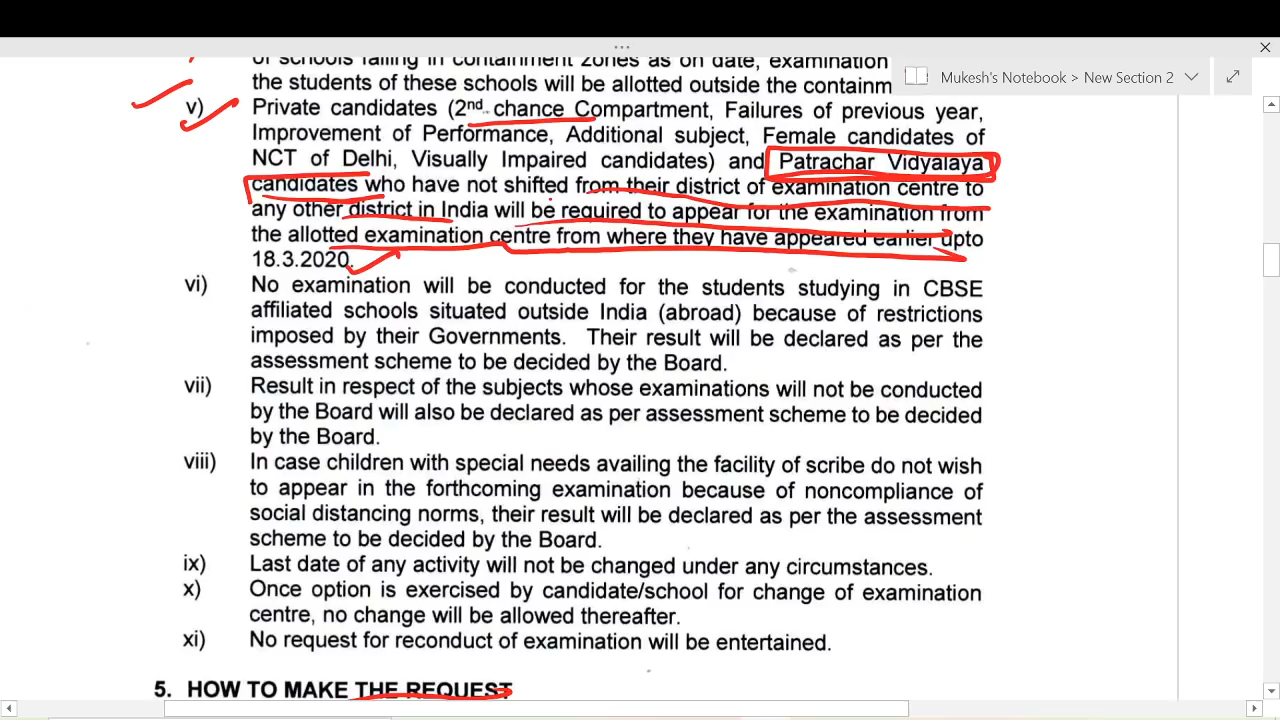 of schools falling in containment zones as on date, examination
the students of these schools will be allotted outside the containm
Mukesh's Notebook > New Section 2
v) Private candidates (2nd chance Compartment, Failures of previous year,
Improvement of Performance, Additional subject, Female candidates of
NCT of Delhi, Visually Impaired candidates) and Patrachar Vidyalaya
candidates who have not shifted from their district of examination centre to
any other district in India will be required to appear for the examination from
the allotted examination centre from where they have appeared earlier upto
18.3.2020.
vi) No examination will be conducted for the students studying in CBSE
affiliated schools situated outside India (abroad) because of restrictions
imposed by their Governments. Their result will be declared as per the
assessment scheme to be decided by the Board.
vii) Result in respect of the subjects whose examinations will not be conducted
by the Board will also be declared as per assessment scheme to be decided
by the Board.
viii) In case children with special needs availing the facility of scribe do not wish
to appear in the forthcoming examination because of noncompliance of
social distancing norms, their result will be declared as per the assessment
scheme to be decided by the Board.
ix) Last date of any activity will not be changed under any circumstances.
x) Once option is exercised by candidate/school for change of examination
centre, no change will be allowed thereafter.
xi) No request for reconduct of examination will be entertained.
5. HOW TO MAKE THE REQUEST